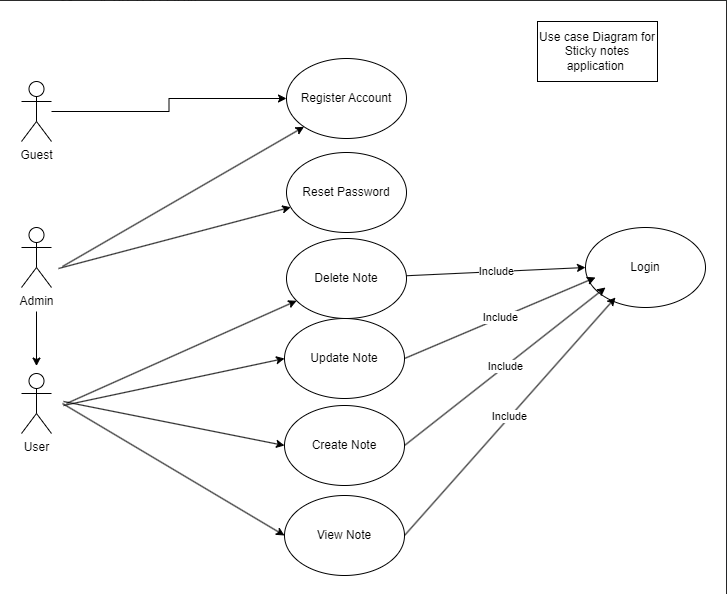 Use case Diagram for
Sticky notes
application
Register Account
Guest
Reset Password
Admin
Delete Note
Include
Login
Include
Update Note
Include
Include
User
Create Note
View Note